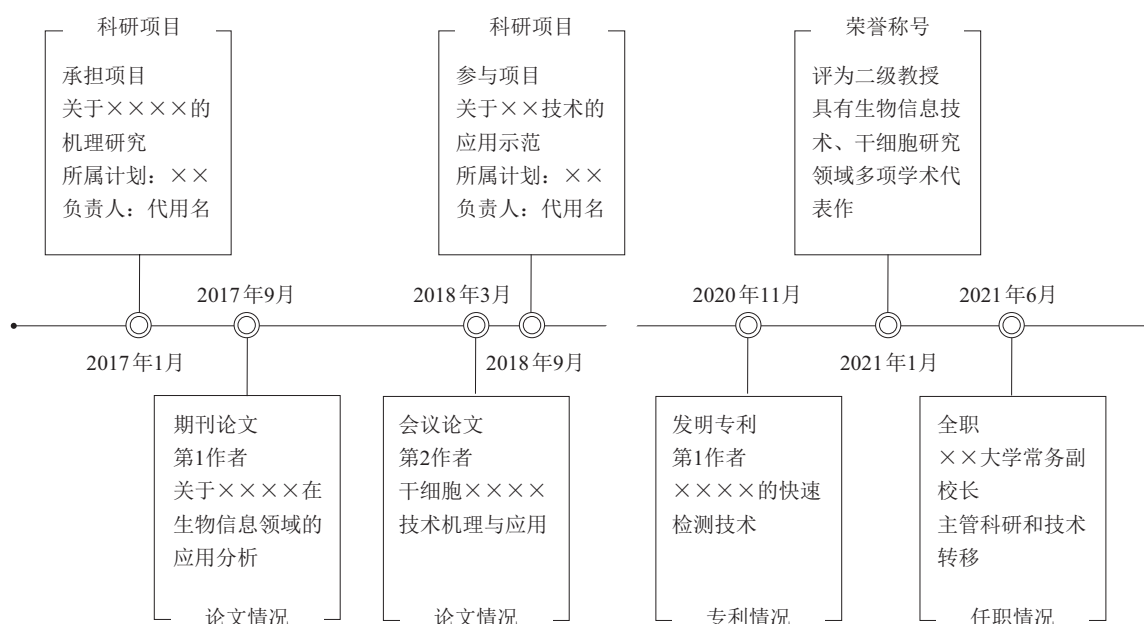 科研项目
承担项目
关于××××的
机理研究
所属计划：××
负责人：代用名
科研项目
参与项目
关于××技术的
应用示范
所属计划：××
负责人：代用名
荣誉称号
评为二级教授
具有生物信息技
术、干细胞研究
领域多项学术代
表作
2017年9月
2018年3月
2020年11月
2021年6月
2017年1月
2018年9月
2021年1月
期刊论文
第1作者
关于××××在
生物信息领域的
应用分析
论文情况
会议论文
第2作者
干细胞××××
技术机理与应用
论文情况
发明专利
第1作者
××××的快速
检测技术
专利情况
全职
××大学常务副
校长
主管科研和技术
转移
任职情况